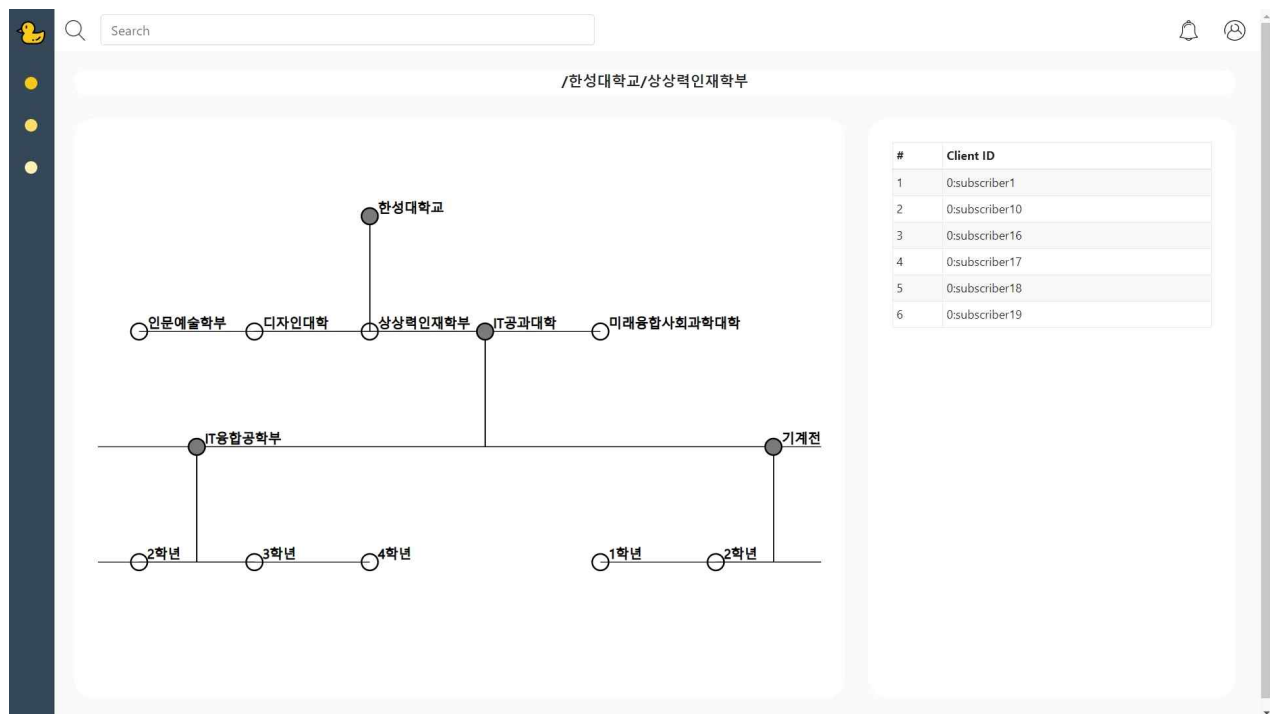 Search
/한성대학교/상상력인재학부
한성대학교
인문예술학부 디자인대학 상상력인재학부 IT공과대학 미래융합사회과학대학
IT융합공학부 기계전
2학년 3학년 4학년 1학년 2학년
# Client ID
1 0:subscriber1
2 0:subscriber10
3 0:subscriber16
4 0:subscriber17
5 0:subscriber18
6 0:subscriber19